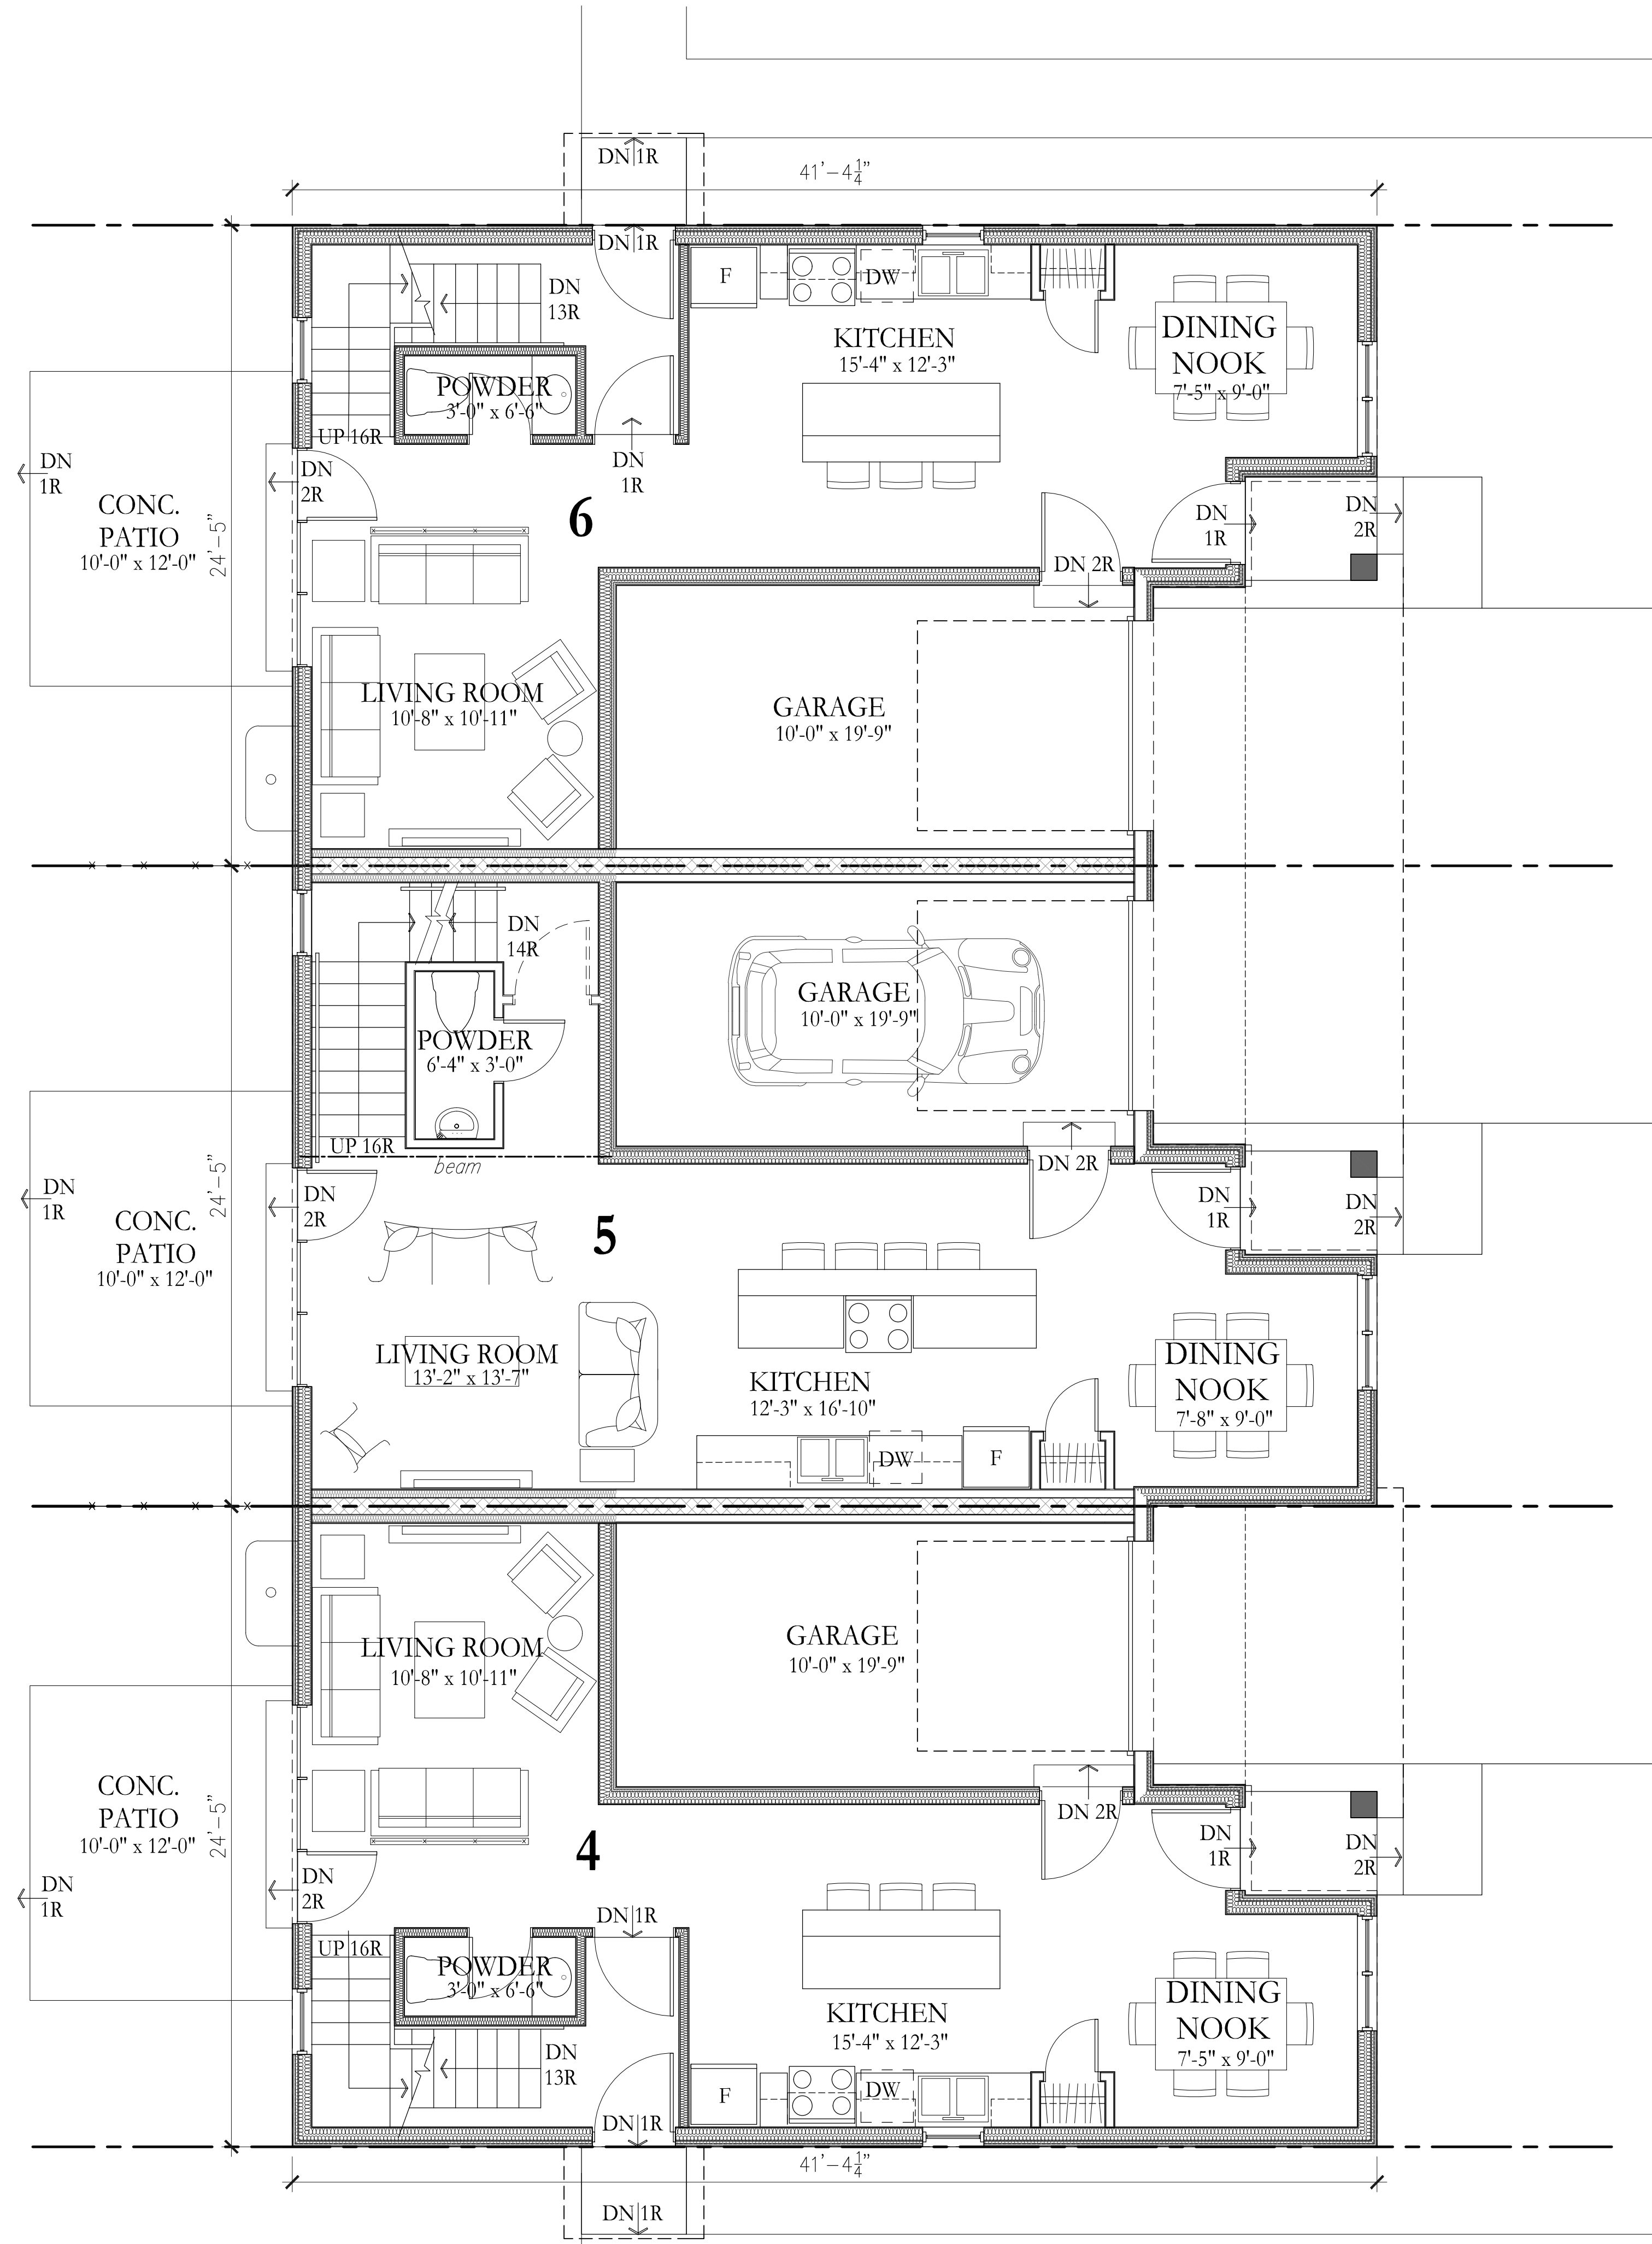 DN 1R
41'-4¼"
DN 1R
F
DW
DN
13R
KITCHEN
15'-4" x 12'-3"
DINING
NOOK
7'-5" x 9'-0"
POWDER
3'-0" x 6'-6"
UP 16R
DN
1R
DN
2R
DN
1R
CONC.
PATIO
10'-0" x 12'-0"
24'-5"
6
DN
1R
DN
2R
DN 2R
LIVING ROOM
10'-8" x 10'-11"
GARAGE
10'-0" x 19'-9"
DN
14R
GARAGE
10'-0" x 19'-9"
POWDER
6'-4" x 3'-0"
UP 16R
beam
DN 2R
DN
1R
DN
2R
DN
1R
DN
2R
CONC.
PATIO
10'-0" x 12'-0"
24'-5"
5
LIVING ROOM
13'-2" x 13'-7"
KITCHEN
12'-3" x 16'-10"
DINING
NOOK
7'-8" x 9'-0"
DW
F
LIVING ROOM
10'-8" x 10'-11"
GARAGE
10'-0" x 19'-9"
CONC.
PATIO
10'-0" x 12'-0"
24'-5"
DN 2R
4
DN
1R
DN
2R
DN
1R
DN
2R
DN 1R
UP 16R
POWDER
3'-0" x 6'-6"
KITCHEN
15'-4" x 12'-3"
DINING
NOOK
7'-5" x 9'-0"
DN
13R
F
DW
DN 1R
41'-4¼"
DN 1R